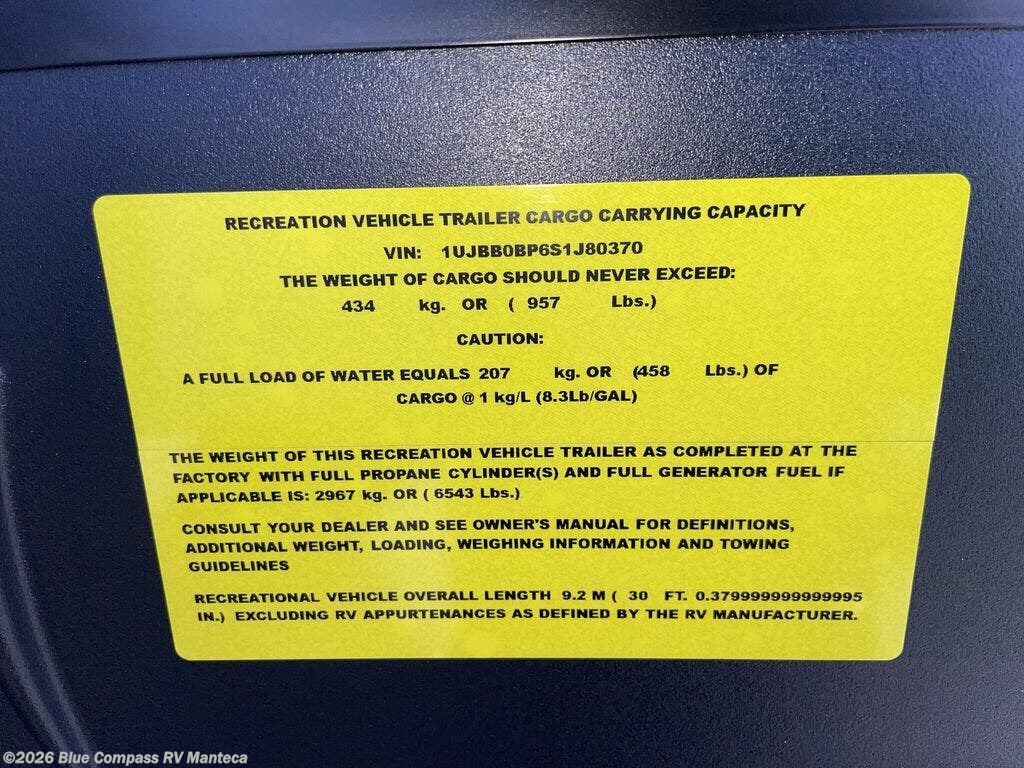 RECREATION VEHICLE TRAILER CARGO CARRYING CAPACITY
VIN: 1UJBB0BP6S1J80370
THE WEIGHT OF CARGO SHOULD NEVER EXCEED:
434 kg. OR ( 957 Lbs.)
CAUTION:
A FULL LOAD OF WATER EQUALS 207 kg. OR (458 Lbs.) OF
CARGO @ 1 kg/L (8.3Lb/GAL)
THE WEIGHT OF THIS RECREATION VEHICLE TRAILER AS COMPLETED AT THE
FACTORY WITH FULL PROPANE CYLINDER(S) AND FULL GENERATOR FUEL IF
APPLICABLE IS: 2967 kg. OR ( 6543 Lbs.)
CONSULT YOUR DEALER AND SEE OWNER'S MANUAL FOR DEFINITIONS,
ADDITIONAL WEIGHT, LOADING, WEIGHING INFORMATION AND TOWING
GUIDELINES
RECREATIONAL VEHICLE OVERALL LENGTH 9.2 M ( 30 FT. 0.379999999999995
IN.) EXCLUDING RV APPURTENANCES AS DEFINED BY THE RV MANUFACTURER.
©2026 Blue Compass RV Manteca